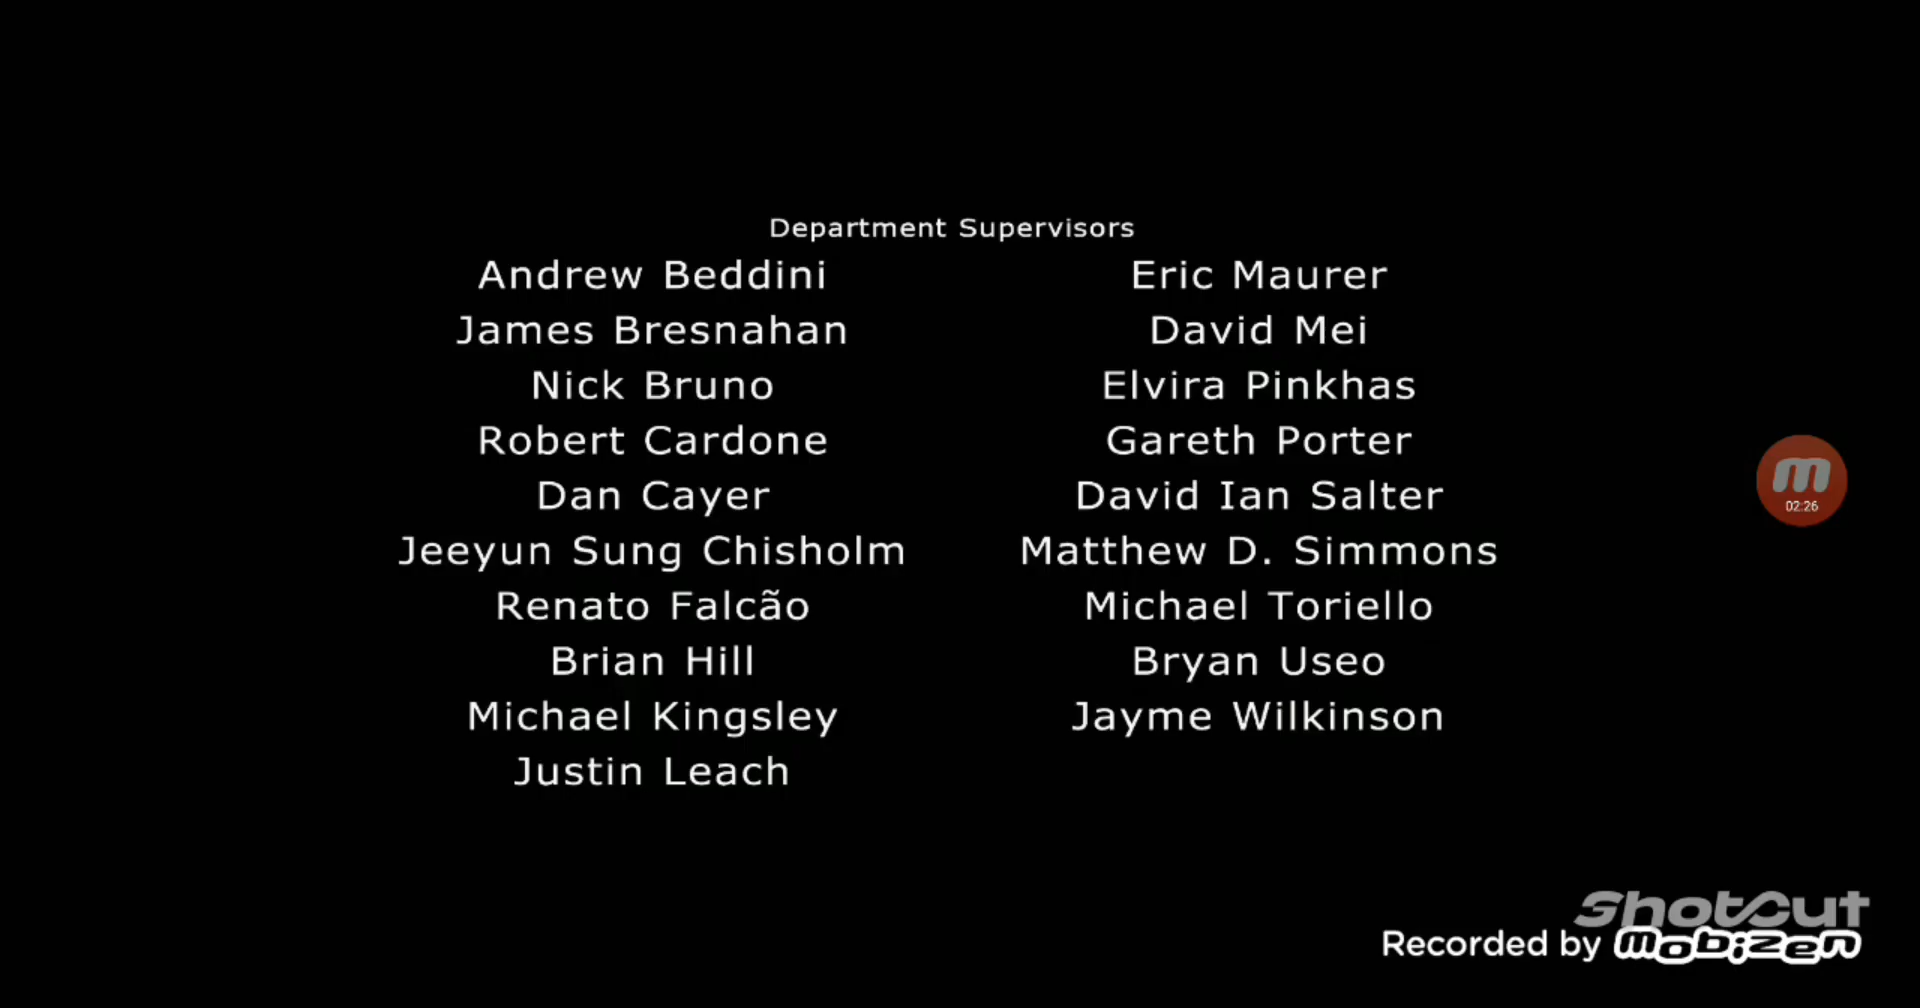 Department Supervisors
Andrew Beddini
James Bresnahan
Nick Bruno
Robert Cardone
Dan Cayer
Jeeyun Sung Chisholm
Renato Falcão
Brian Hill
Michael Kingsley
Justin Leach
Eric Maurer
David Mei
Elvira Pinkhas
Gareth Porter
David Ian Salter
Matthew D. Simmons
Michael Toriello
Bryan Useo
Jayme Wilkinson
m
02:26
ShotCut
Recorded by mobizen